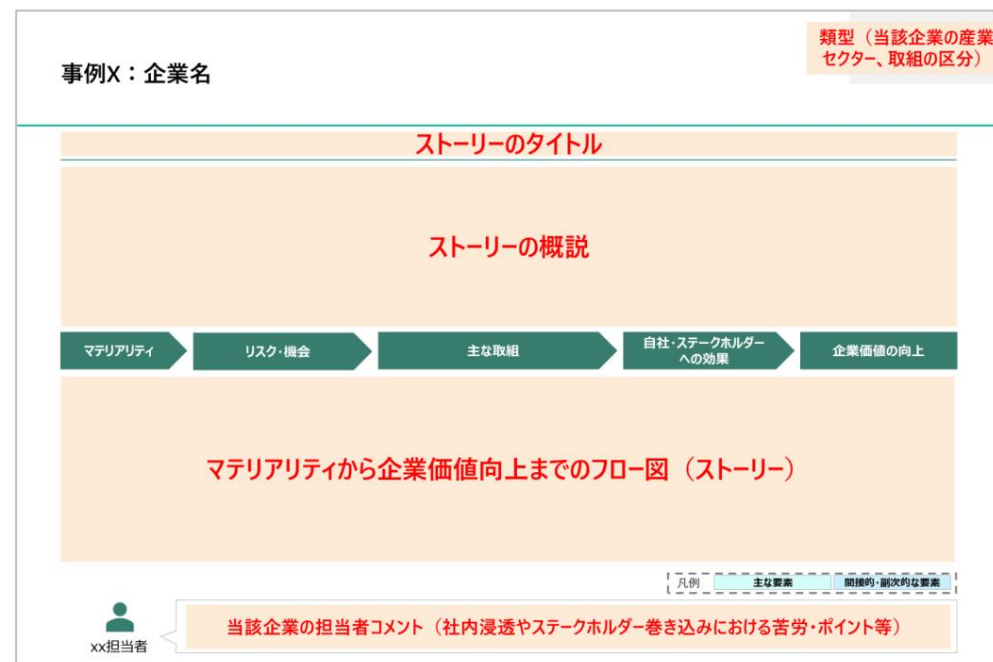 類型（当該企業の産業
セクター、取組の区分）
事例X：企業名
ストーリーのタイトル
ストーリーの概説
マテリアリティ
リスク・機会
主な取組
自社・ステークホルダー
への効果
企業価値の向上
マテリアリティから企業価値向上までのフロー図（ストーリー）
凡例
主な要素
間接的・副次的な要素
当該企業の担当者コメント（社内浸透やステークホルダー巻き込みにおける苦労・ポイント等）
xx担当者